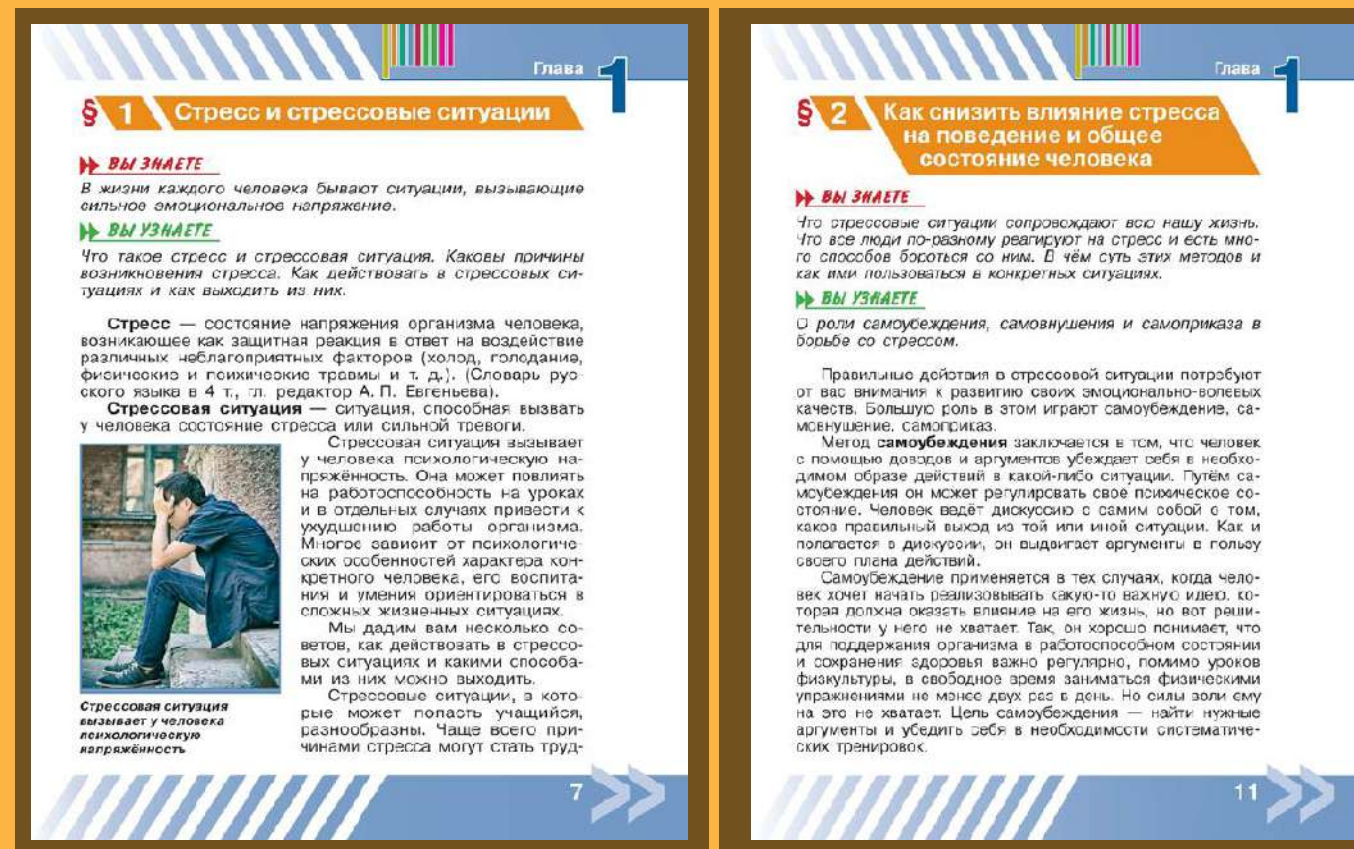 Глава 1
§ 1 Стресс и стрессовые ситуации
ВЫ ЗНАЕТЕ
В жизни каждого человека бывают ситуации, вызывающие
сильное эмоциональное напряжение.
ВЫ УЗНАЕТЕ
Что такое стресс и стрессовая ситуация. Каковы причины
возникновения стресса. Как действовать в стрессовых си-
туациях и как выходить из них.
Стресс — состояние напряжения организма человека,
возникающее как защитная реакция в ответ на воздействие
различных неблагоприятных факторов (холод, голодание,
физические и психические травмы и т. д.). (Словарь рус-
ского языка в 4 т., гл. редактор А. П. Евгеньева).
Стрессовая ситуация — ситуация, способная вызвать
у человека состояние стресса или сильной тревоги.
Стрессовая ситуация вызывает
у человека психологическую на-
пряжённость. Она может повлиять
на работоспособность на уроках
и в отдельных случаях привести к
ухудшению работы организма.
Многое зависит от психологиче-
ских особенностей характера кон-
кретного человека, его воспита-
ния и умения ориентироваться в
сложных жизненных ситуациях.
Мы дадим вам несколько со-
ветов, как действовать в стрессо-
вых ситуациях и какими способа-
ми из них можно выходить.
Стрессовые ситуации, в кото-
рые может попасть учащийся,
разнообразны. Чаще всего при-
чинами стресса могут стать труд-
Стрессовая ситуация
вызывает у человека
психологическую
напряжённость
7
Глава 1
§ 2 Как снизить влияние стресса
на поведение и общее
состояние человека
ВЫ ЗНАЕТЕ
Что стрессовые ситуации сопровождают всю нашу жизнь.
Что все люди по-разному реагируют на стресс и есть мно-
го способов бороться со ним. В чём суть этих методов и
как ими пользоваться в конкретных ситуациях.
ВЫ УЗНАЕТЕ
О роли самоубеждения, самовнушения и самоприказа в
борьбе со стрессом.
Правильные действия в стрессовой ситуации потребуют
от вас внимания к развитию своих эмоционально-волевых
качеств. Большую роль в этом играют самоубеждение, са-
мовнушение, самоприказ.
Метод самоубеждения заключается в том, что человек
с помощью доводов и аргументов убеждает себя в необхо-
димом образе действий в какой-либо ситуации. Путём са-
моубеждения он может регулировать своё психическое со-
стояние. Человек ведёт дискуссию с самим собой о том,
каков правильный выход из той или иной ситуации. Как и
полагается в дискуссии, он выдвигает аргументы в пользу
своего плана действий.
Самоубеждение применяется в тех случаях, когда чело-
век хочет начать реализовывать какую-то важную идею, ко-
торая должна оказать влияние на его жизнь, но вот реши-
тельности у него не хватает. Так, он хорошо понимает, что
для поддержания организма в работоспособном состоянии
и сохранения здоровья важно регулярно, помимо уроков
физкультуры, в свободное время заниматься физическими
упражнениями не менее двух раз в день. Но силы воли ему
на это не хватает. Цель самоубеждения — найти нужные
аргументы и убедить себя в необходимости систематиче-
ских тренировок.
11